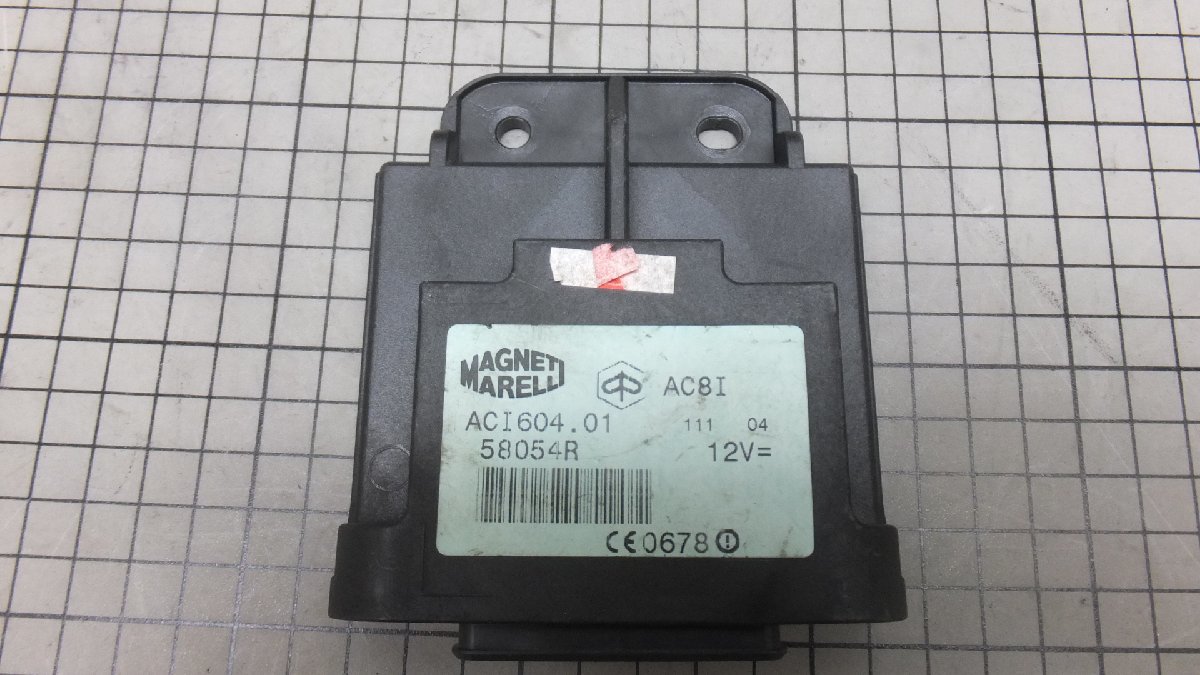 MAGNETI MARELLI
AC8I
ACI604.01 111 04
58054R 12V=
CE0678